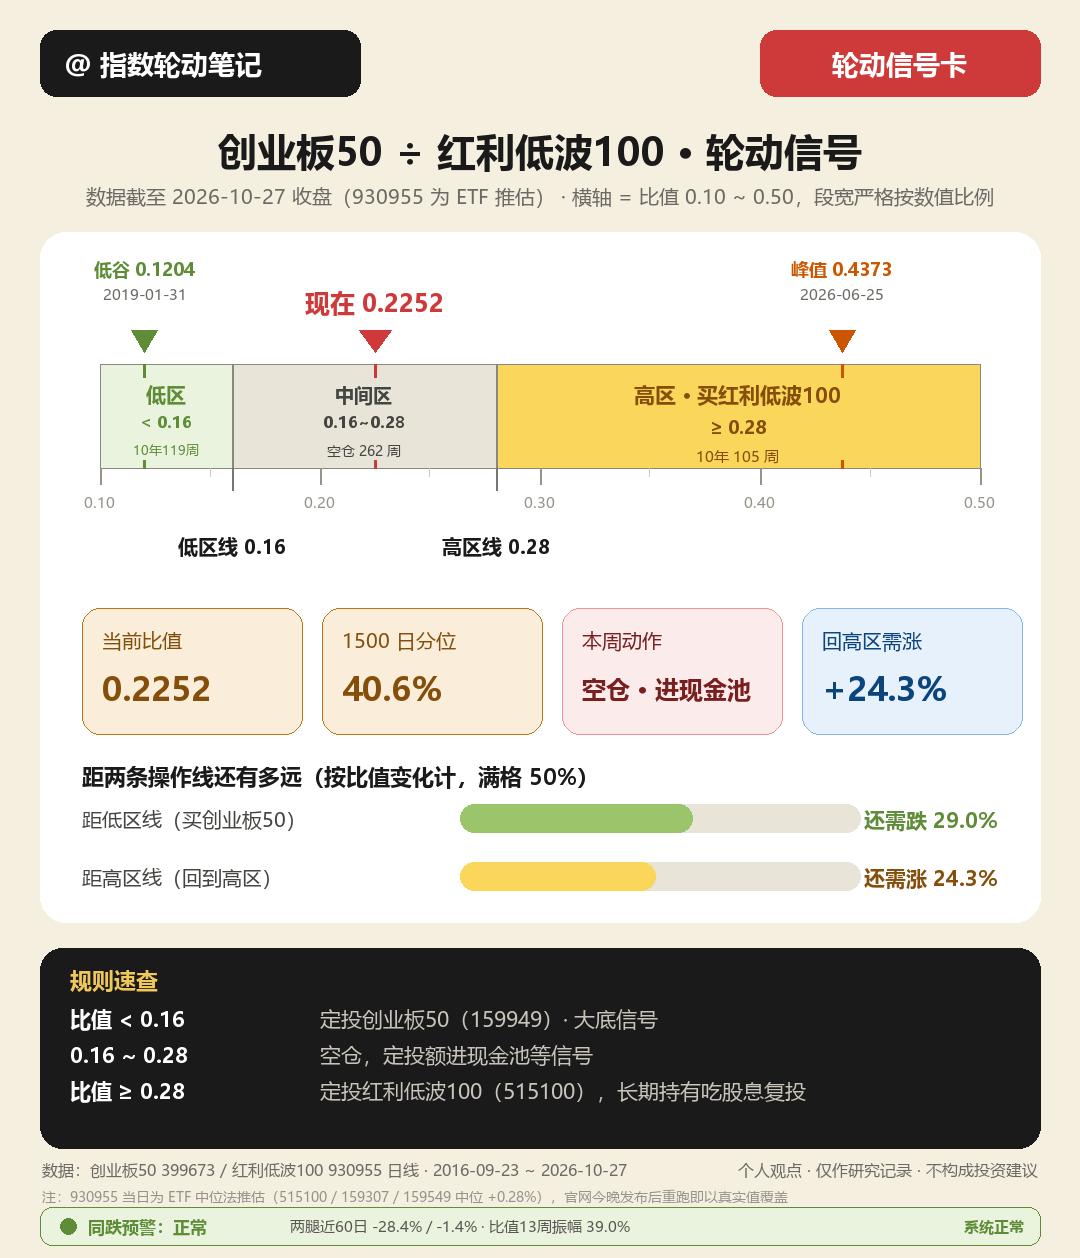 @ 指数轮动笔记
轮动信号卡
创业板50 ÷ 红利低波100 • 轮动信号
数据截至 2026-10-27 收盘（930955 为 ETF 推估） · 横轴 = 比值 0.10 ~ 0.50，段宽严格按数值比例
低谷 0.1204
2019-01-31
现在 0.2252
峰值 0.4373
2026-06-25
低区
< 0.16
10年119周
中间区
0.16~0.28
空仓 262 周
高区 • 买红利低波100
≥ 0.28
10年 105 周
0.10
0.20
0.30
0.40
0.50
低区线 0.16
高区线 0.28
当前比值
0.2252
1500 日分位
40.6%
本周动作
空仓 • 进现金池
回高区需涨
+24.3%
距两条操作线还有多远（按比值变化计，满格 50%）
距低区线（买创业板50）
还需跌 29.0%
距高区线（回到高区）
还需涨 24.3%
规则速查
比值 < 0.16
定投创业板50（159949）· 大底信号
0.16 ~ 0.28
空仓，定投额进现金池等信号
比值 ≥ 0.28
定投红利低波100（515100），长期持有吃股息复投
数据：创业板50 399673 / 红利低波100 930955 日线 · 2016-09-23 ~ 2026-10-27
个人观点 · 仅作研究记录 · 不构成投资建议
注：930955 当日为 ETF 中位法推估（515100 / 159307 / 159549 中位 +0.28%），官网今晚发布后重跑即以真实值覆盖
同跌预警：正常
两腿近60日 -28.4% / -1.4% · 比值13周振幅 39.0%
系统正常